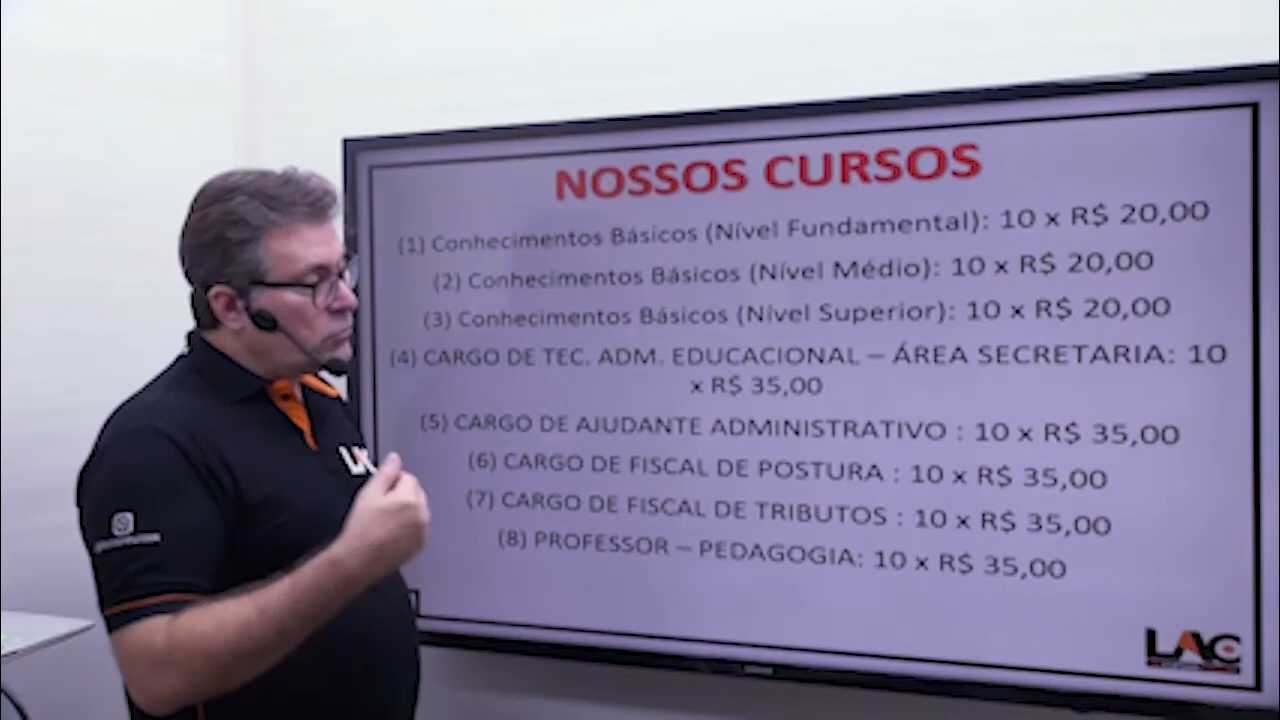 NOSSOS CURSOS
(1) Conhecimentos Básicos (Nível Fundamental): 10 x R$ 20,00
(2) Conhecimentos Básicos (Nível Médio): 10 x R$ 20,00
(3) Conhecimentos Básicos (Nível Superior): 10 x R$ 20,00
(4) CARGO DE TEC. ADM. EDUCACIONAL – ÁREA SECRETARIA: 10
x R$ 35,00
(5) CARGO DE AJUDANTE ADMINISTRATIVO : 10 x R$ 35,00
(6) CARGO DE FISCAL DE POSTURA : 10 x R$ 35,00
(7) CARGO DE FISCAL DE TRIBUTOS : 10 x R$ 35,00
(8) PROFESSOR – PEDAGOGIA: 10 x R$ 35,00
LAC